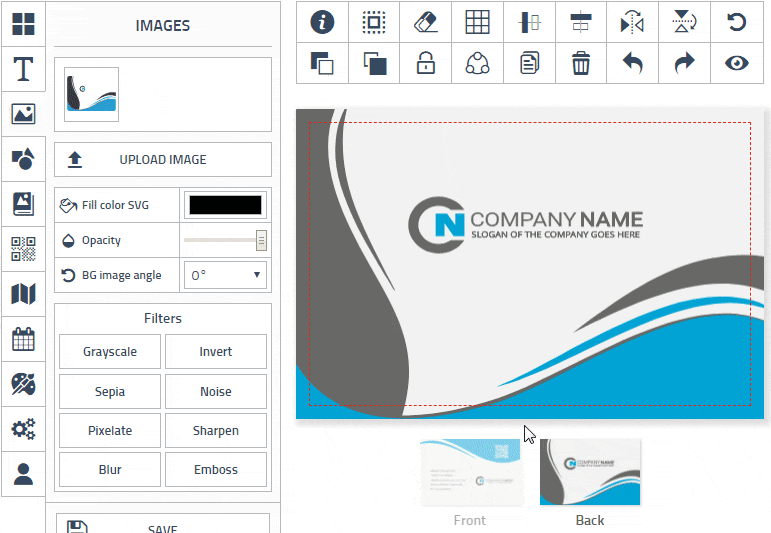 IMAGES
UPLOAD IMAGE
Fill color SVG
Opacity
BG image angle
0°
Filters
Grayscale
Invert
Sepia
Noise
Pixelate
Sharpen
Blur
Emboss
SAVE
CN
COMPANY NAME
SLOGAN OF THE COMPANY GOES HERE
Front
Back